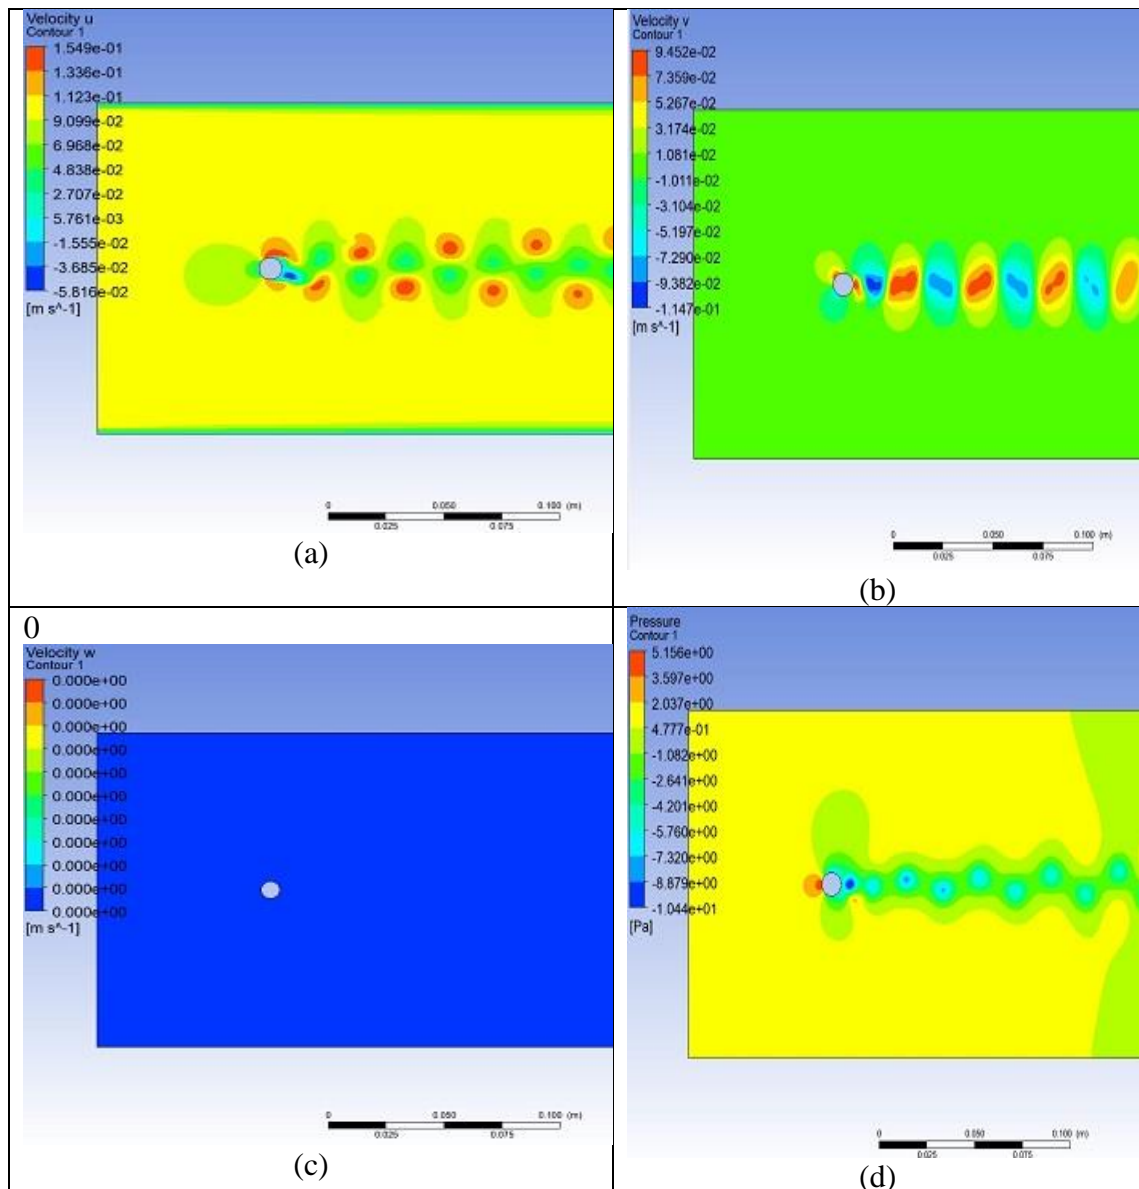 Velocity u
Contour 1
1.549e-01
1.336e-01
1.123e-01
9.099e-02
6.968e-02
4.838e-02
2.707e-02
5.761e-03
-1.555e-02
-3.685e-02
-5.816e-02
[m s^-1]
0 0.050 0.100 (m)
0.025 0.075
(a)
Velocity v
Contour 1
9.452e-02
7.359e-02
5.267e-02
3.174e-02
1.081e-02
-1.011e-02
-3.104e-02
-5.197e-02
-7.290e-02
-9.382e-02
-1.147e-01
[m s^-1]
0 0.050 0.100 (m)
0.025 0.075
(b)
0
Velocity w
Contour 1
0.000e+00
0.000e+00
0.000e+00
0.000e+00
0.000e+00
0.000e+00
0.000e+00
0.000e+00
0.000e+00
0.000e+00
0.000e+00
[m s^-1]
0 0.050 0.100 (m)
0.025 0.075
(c)
Pressure
Contour 1
5.156e+00
3.597e+00
2.037e+00
4.777e-01
-1.082e+00
-2.641e+00
-4.201e+00
-5.760e+00
-7.320e+00
-8.879e+00
-1.044e+01
[Pa]
0 0.050 0.100 (m)
0.025 0.075
(d)